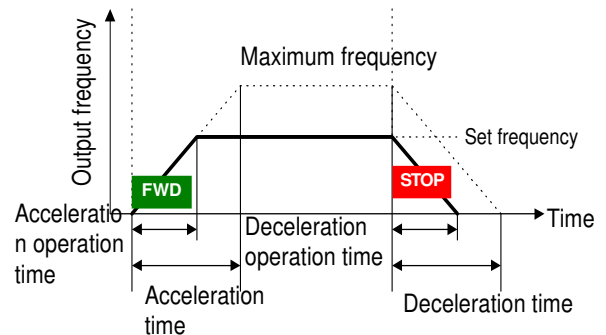 Output frequency
Maximum frequency
Set frequency
FWD
STOP
Time
Acceleratio
n operation
time
Deceleration
operation time
Acceleration
time
Deceleration time